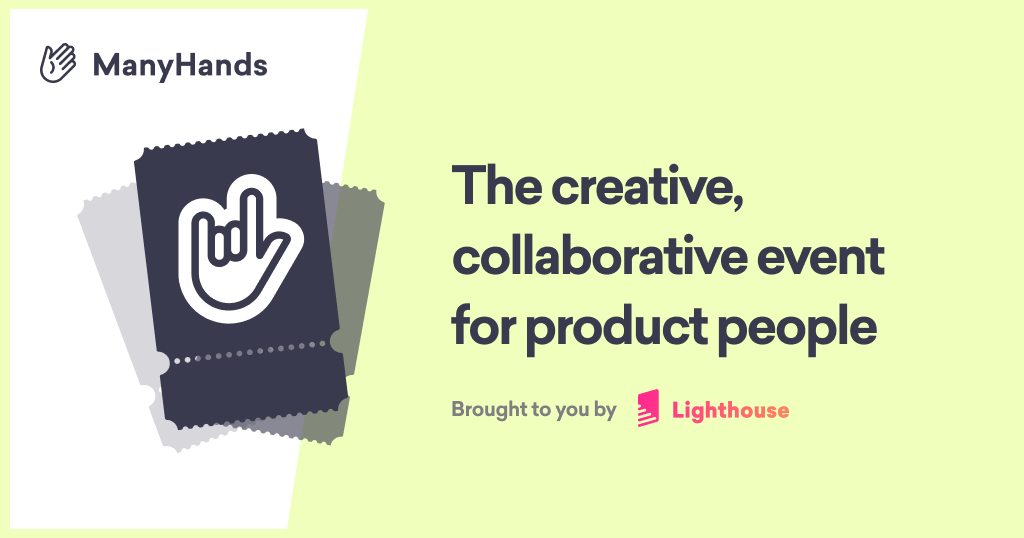 ManyHands
The creative,
collaborative event
for product people
Brought to you by Lighthouse